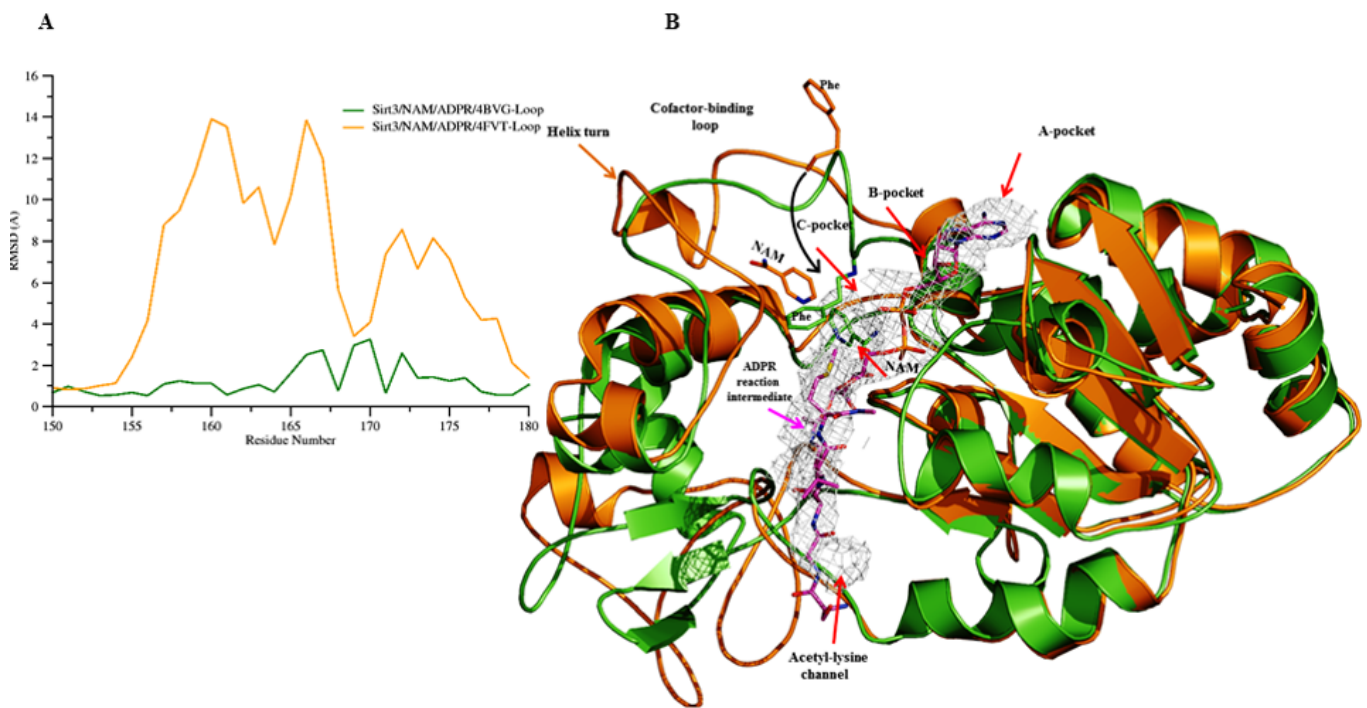 A
B
16
14
12
10
8
6
4
2
0
RMSD (A)
150
155
160
165
170
175
180
Residue Number
Sirt3/NAM/ADPR/4BVG-Loop
Sirt3/NAM/ADPR/4FVT-Loop
Phe
Cofactor-binding
loop
Helix turn
A-pocket
B-pocket
C-pocket
NAM
Phe
ADPR
reaction
intermediate
NAM
Acetyl-lysine
channel